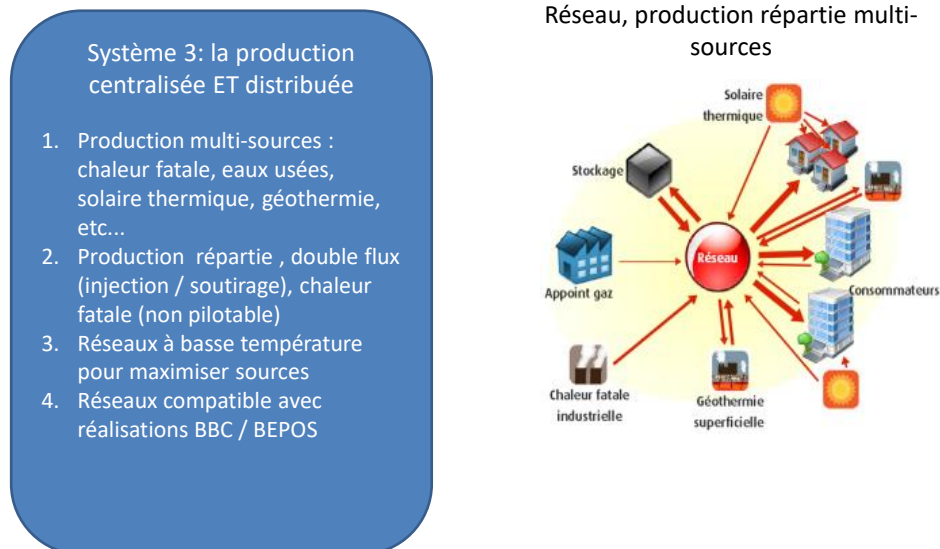 Système 3: la production
centralisée ET distribuée
1. Production multi-sources :
chaleur fatale, eaux usées,
solaire thermique, géothermie,
etc...
2. Production répartie , double flux
(injection / soutirage), chaleur
fatale (non pilotable)
3. Réseaux à basse température
pour maximiser sources
4. Réseaux compatible avec
réalisations BBC / BEPOS
Réseau, production répartie multi-
sources
Solaire
thermique
Stockage
Réseau
Appoint gaz
Consommateurs
Chaleur fatale
industrielle
Géothermie
superficielle